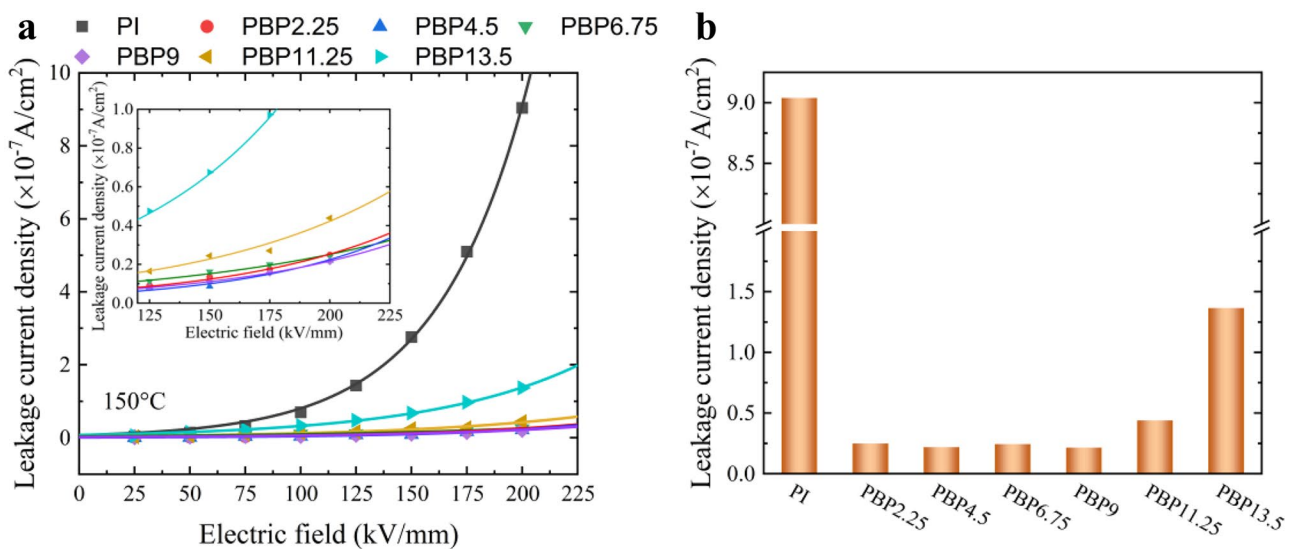 a
PI PBP2.25 PBP4.5 PBP6.75
PBP9 PBP11.25 PBP13.5
Leakage current density (×10⁻⁷A/cm²)
10
8
6
4
2
0
Leakage current density (×10⁻⁷A/cm²)
1.0
0.8
0.6
0.4
0.2
0.0
125 150 175 200 225
Electric field (kV/mm)
150°C
0 25 50 75 100 125 150 175 200 225
Electric field (kV/mm)
b
Leakage current density (×10⁻⁷A/cm²)
9.0
8.5
1.5
1.0
0.5
0.0
PI PBP2.25 PBP4.5 PBP6.75 PBP9 PBP11.25 PBP13.5